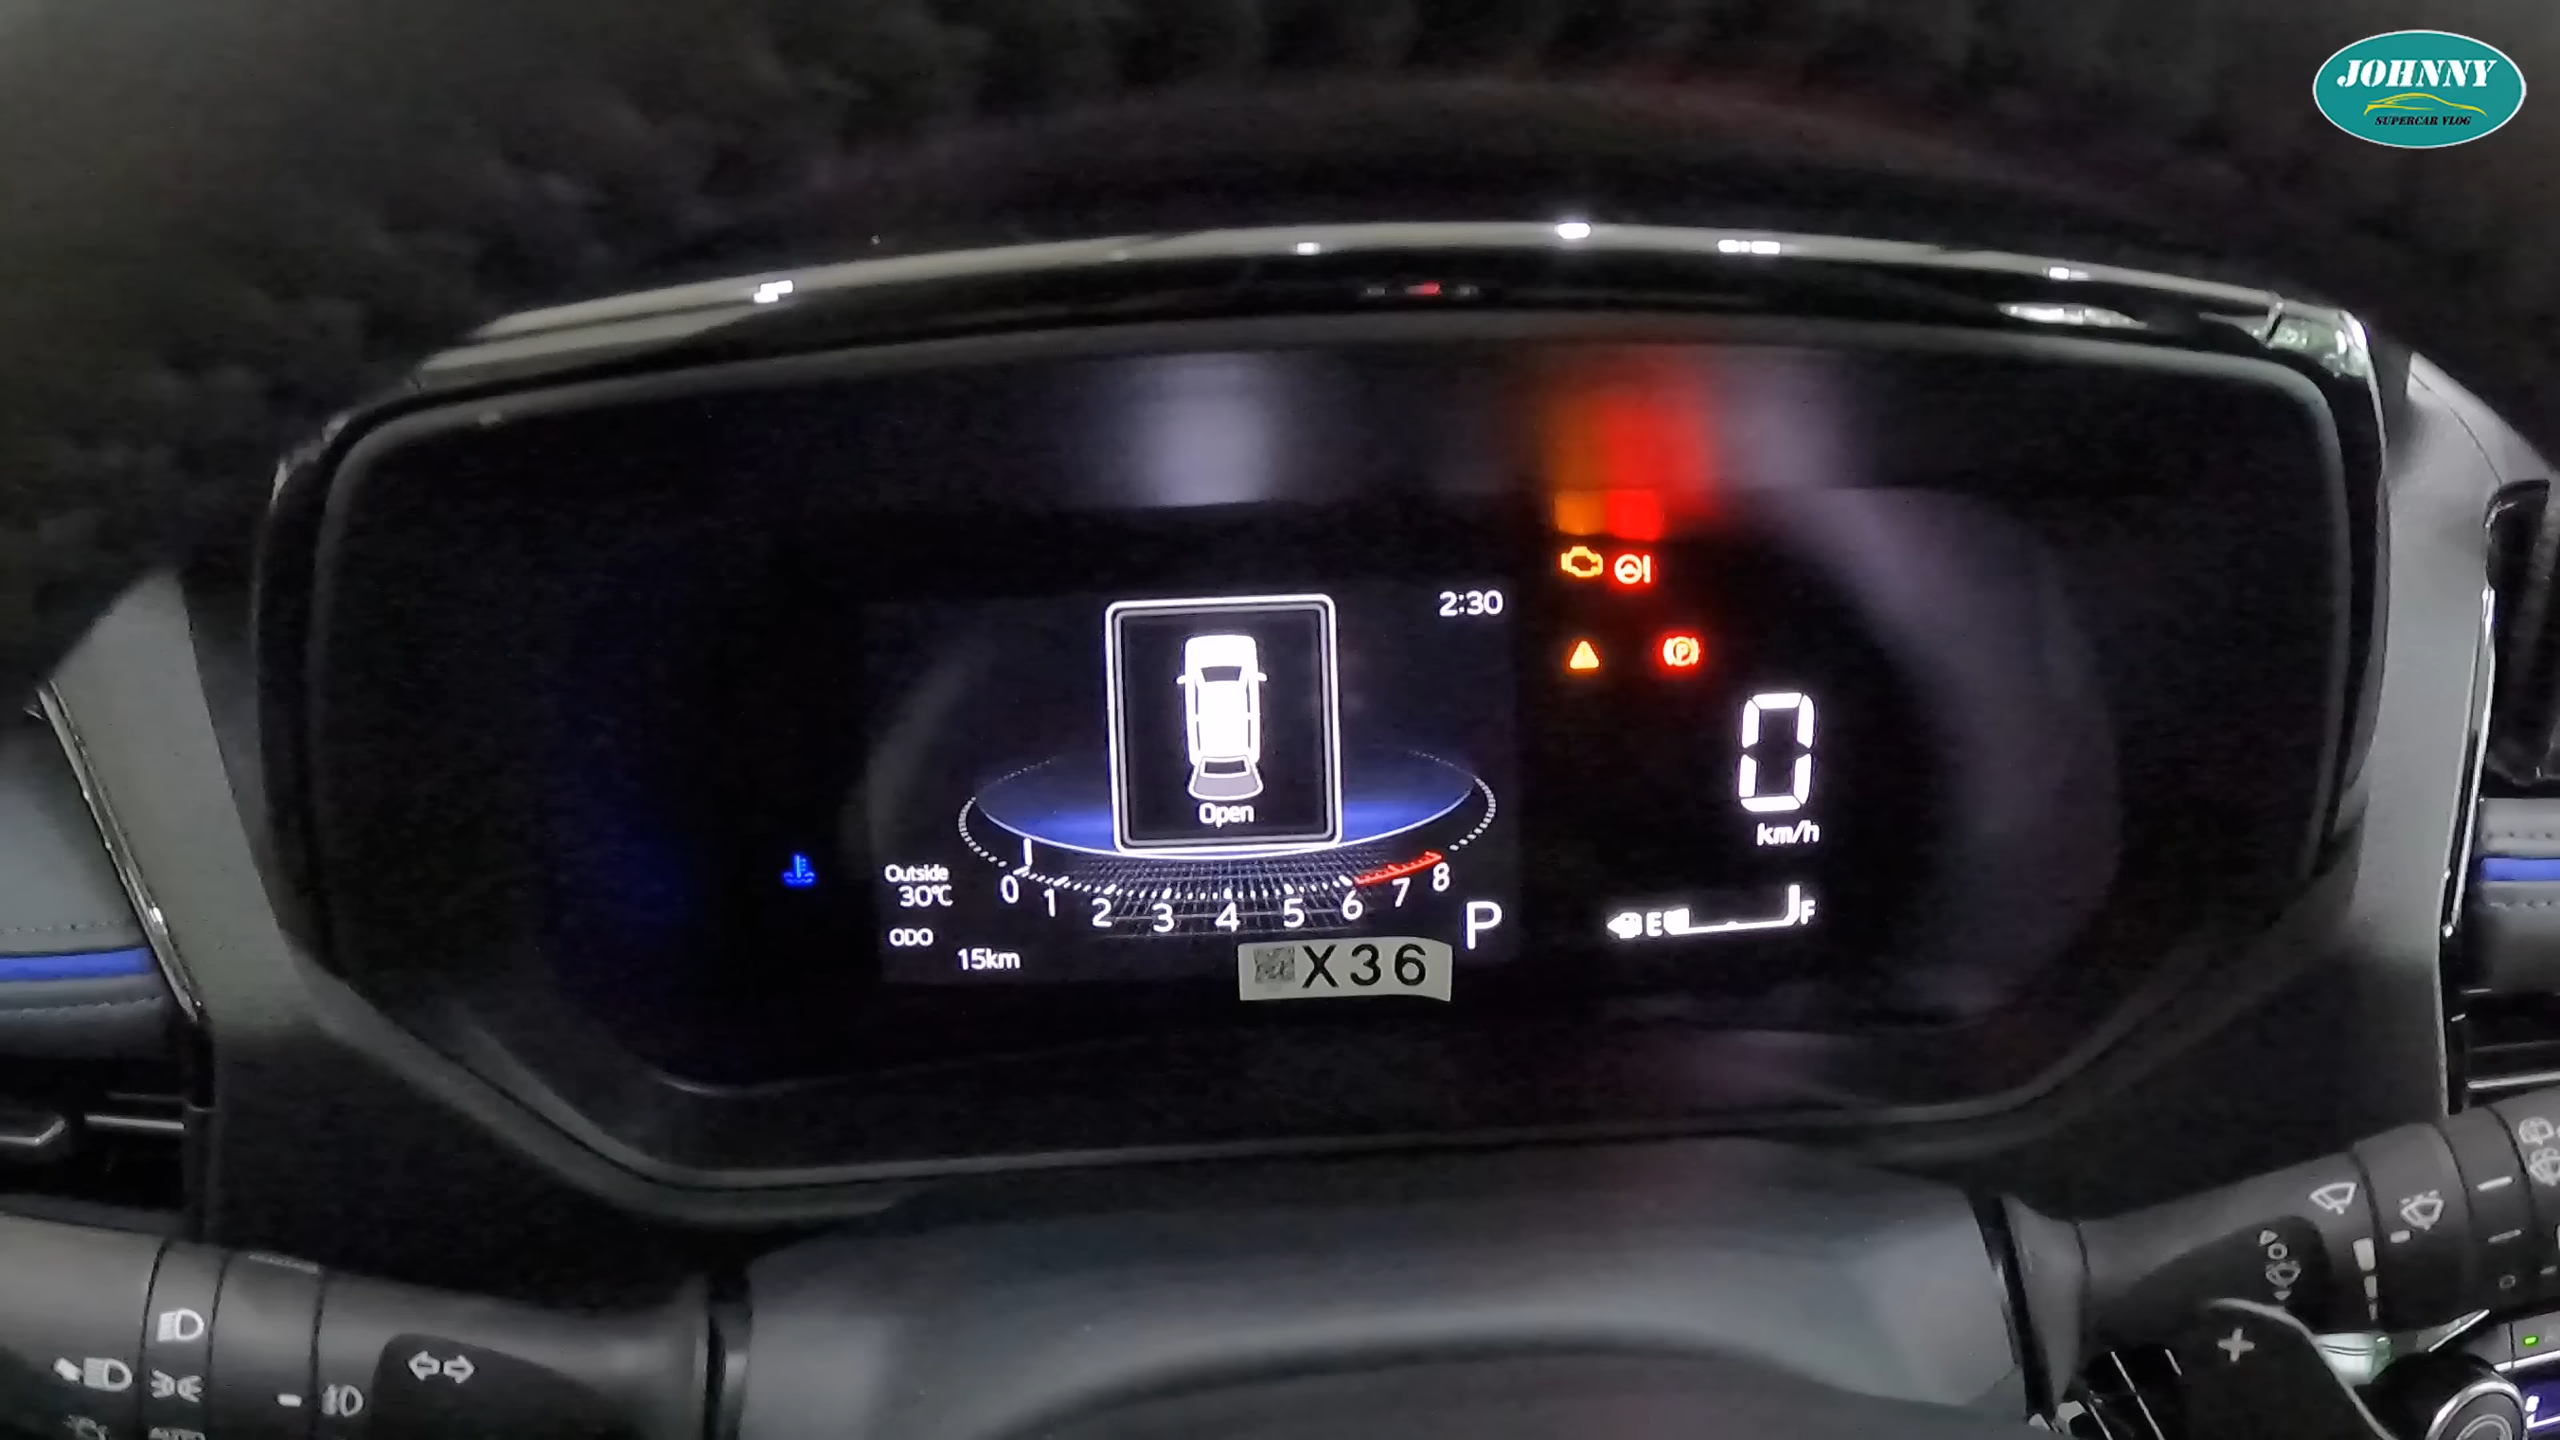 JOHNNY
SUPERCAR VLOG
2:30
Open
0
km/h
Outside
30°C
0 1 2 3 4 5 6 7 8
ODO
15km
P
E F
X36